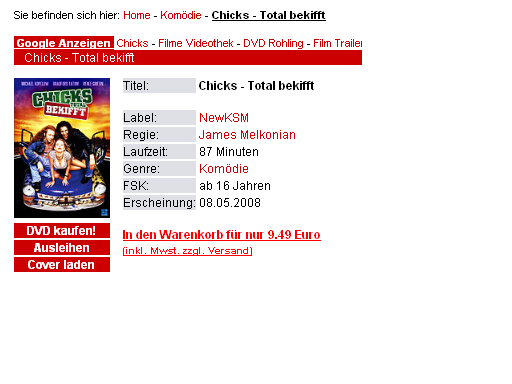 Sie befinden sich hier: Home - Komödie - Chicks - Total bekifft
Google Anzeigen Chicks - Filme Videothek - DVD Rohling - Film Trailer
Chicks - Total bekifft
CHICKS
BEKIFFT
Titel: Chicks - Total bekifft
Label: NewKSM
Regie: James Melkonian
Laufzeit: 87 Minuten
Genre: Komödie
FSK: ab 16 Jahren
Erscheinung: 08.05.2008
DVD kaufen!
Ausleihen
Cover laden
In den Warenkorb für nur 9.49 Euro
(inkl. Mwst. zzgl. Versand)